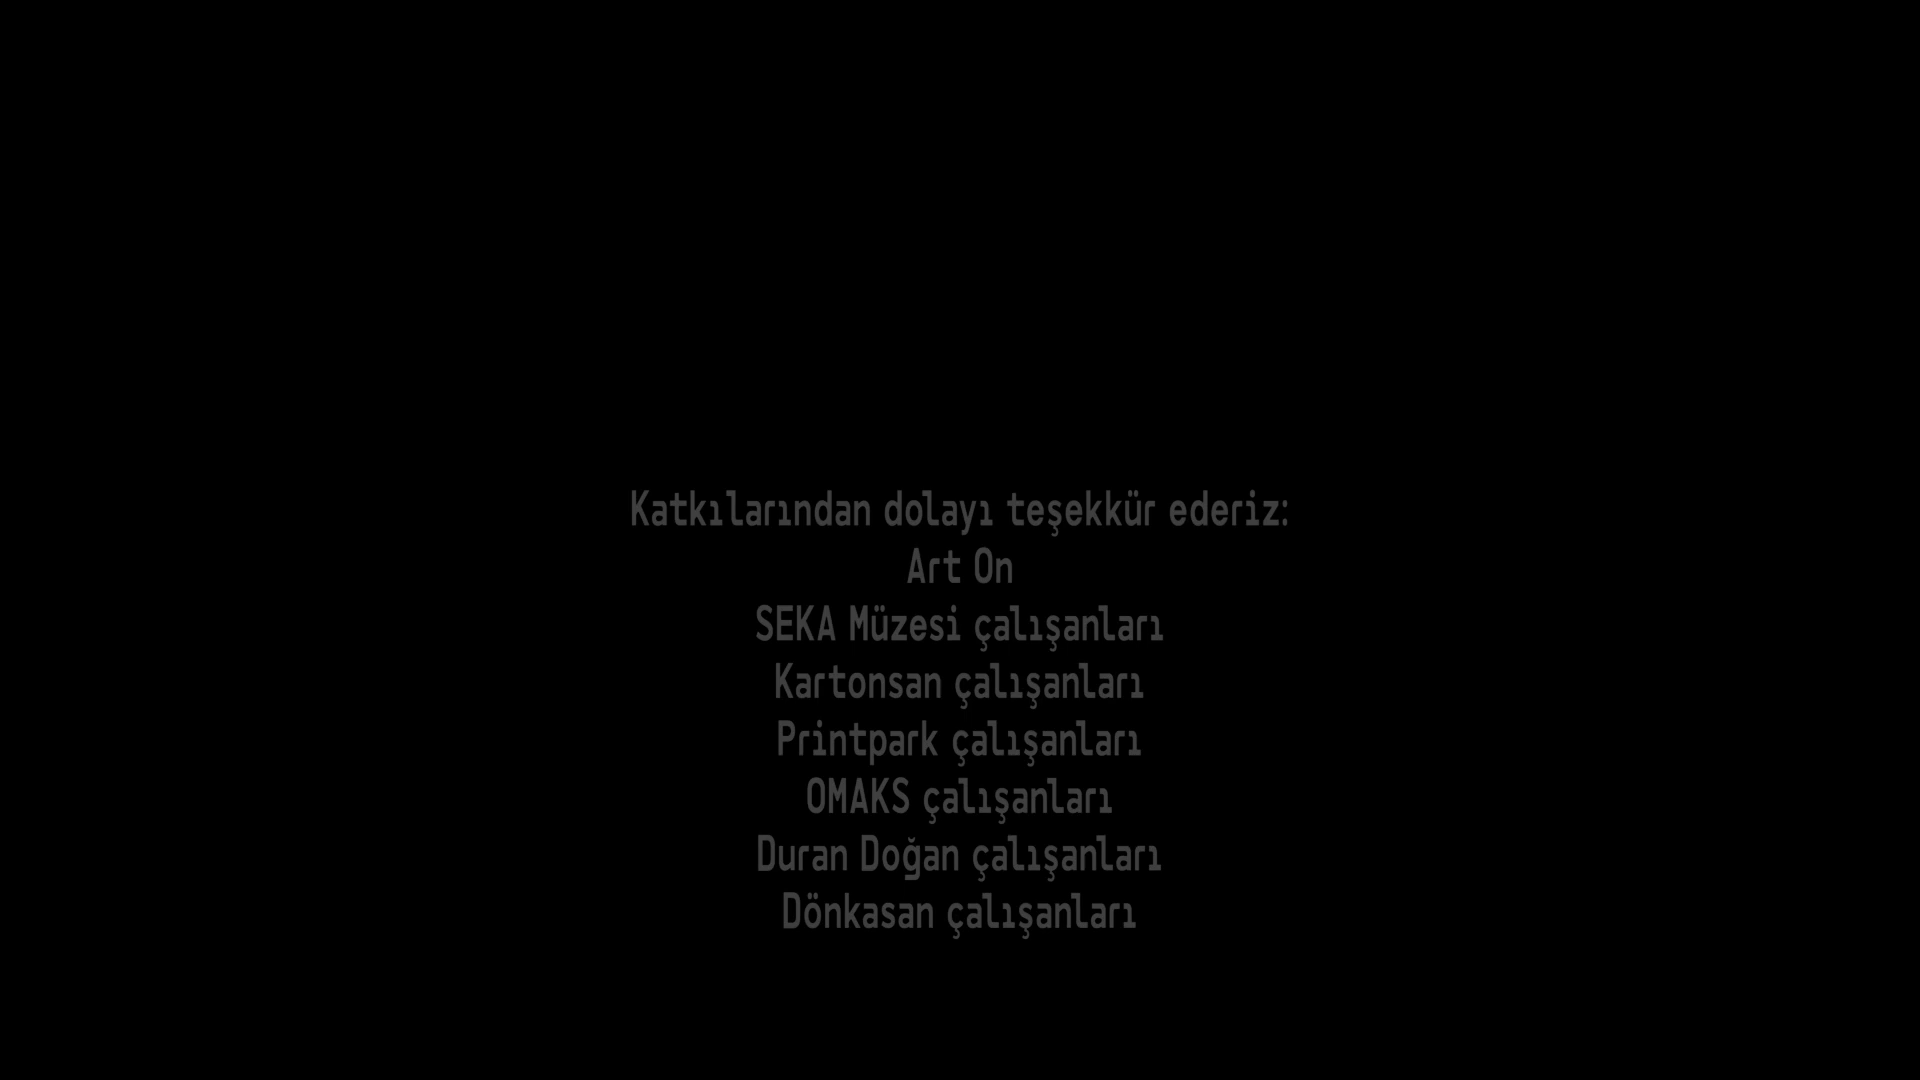 Katkılarından dolayı teşekkür ederiz:
Art On
SEKA Müzesi çalışanları
Kartonsan çalışanları
Printpark çalışanları
OMAKS çalışanları
Duran Doğan çalışanları
Dönkasan çalışanları